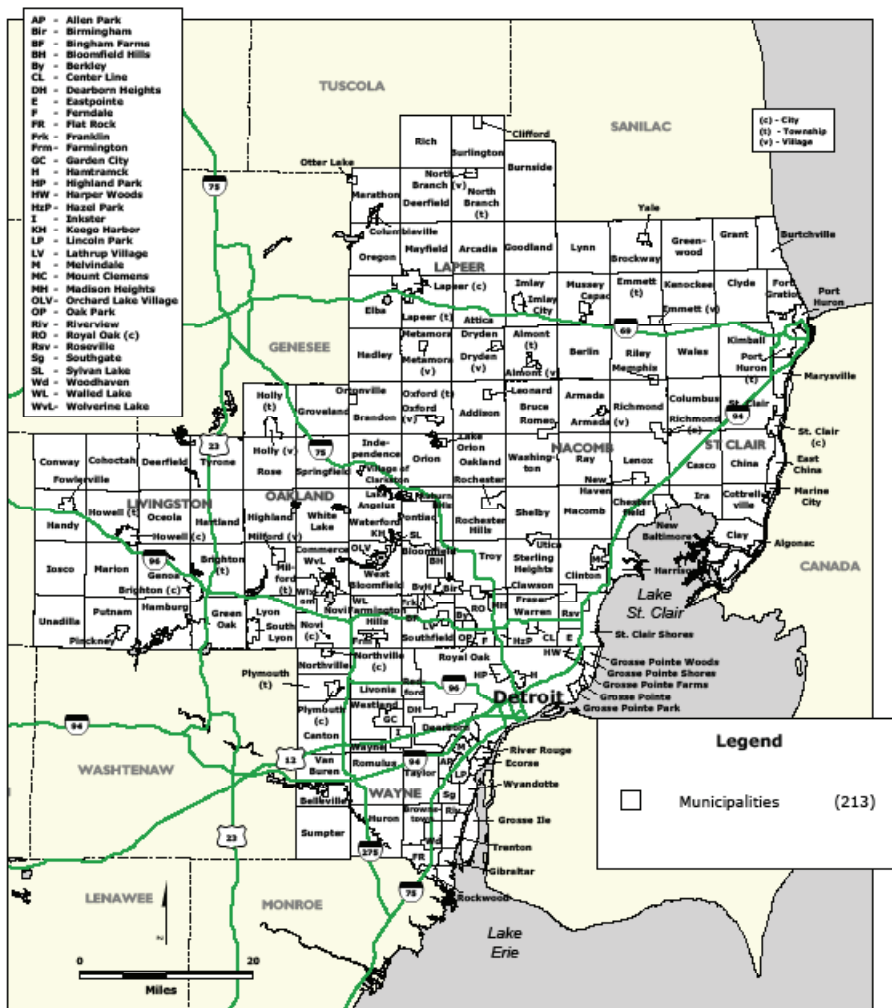 AP - Allen Park
Bir - Birmingham
BF - Bingham Farms
BH - Bloomfield Hills
By - Berkley
CL - Center Line
DH - Dearborn Heights
E - Eastpointe
F - Ferndale
FR - Flat Rock
Frk - Franklin
Frm - Farmington
GC - Garden City
H - Hamtramck
HP - Highland Park
HW - Harper Woods
HzP - Hazel Park
I - Inkster
KH - Keego Harbor
LP - Lincoln Park
LV - Lathrup Village
M - Melvindale
MC - Mount Clemens
MH - Madison Heights
OLV - Orchard Lake Village
OP - Oak Park
Riv - Riverview
RO - Royal Oak (c)
Rsv - Roseville
Sg - Southgate
SL - Sylvan Lake
Wd - Woodhaven
WL - Walled Lake
WvL - Wolverine Lake
(c) - City
(t) - Township
(v) - Village
TUSCOLA
SANILAC
Clifford
Rich
Burlington
Burnside
Otter Lake
North
Branch (v)
Marathon
Deerfield
North
Branch
(t)
Columbiaville
Yale
Grant
Burtchville
Green-
wood
Oregon
Mayfield
Arcadia
Goodland
Lynn
Brockway
LAPEER
Lapeer (c)
Imlay
Imlay
City
Mussey
Capac
Emmett
(t)
Kenockee
Clyde
Fort
Gratiot
Port
Huron
Elba
Lapeer (t)
Attica
Emmett (v)
69
75
GENESEE
Hadley
Metamora
Metamora
(v)
Dryden
Dryden
(v)
Almont
(t)
Almont (v)
Berlin
Riley
Memphis
Wales
Kimball
Port
Huron
(t)
Marysville
Holly
(t)
Holly (v)
Groveland
Ortonville
Brandon
Oxford (t)
Oxford
(v)
Addison
Leonard
Bruce
Romeo
Armada
Armada (v)
Richmond
Columbus
Richmond
(c)
St. Clair
94
St. Clair
(c)
23
75
Conway
Cohoctah
Deerfield
Tyrone
Rose
Springfield
Inde-
pendence
Village of
Clarkston
Orion
Lake
Orion
Oakland
Washing-
ton
MACOMB
Ray
Lenox
Casco
ST CLAIR
China
East
China
Fowlerville
LIVINGSTON
OAKLAND
Lake
Angelus
Auburn
Hills
Rochester
New
Haven
Ira
Cottrell-
ville
Marine
City
Handy
Howell (t)
Oceola
Howell (c)
Hartland
Highland
Milford (v)
White
Lake
Waterford
Pontiac
Rochester
Hills
Shelby
Macomb
Chester
field
New
Baltimore
Clay
Algonac
Iosco
Marion
96
Genoa
Brighton (c)
Brighton
(t)
Mil-
ford
(t)
Commerce
WvL
OLV
KH
SL
West
Bloomfield
Bloomfield
BH
Troy
Utica
Sterling
Heights
Clinton
MC
Harrison
CANADA
Lake
St. Clair
Unadilla
Putnam
Pinckney
Hamburg
Green
Oak
Lyon
South
Lyon
Wix
om
WL
Novi
Novi
(c)
Farmington
Hills
Frm
Frk
BF
Bir
Southfield
LV
By
RO
OP
F
MH
HzP
Clawson
Fraser
Warren
CL
Rsv
E
St. Clair Shores
HW
Northville
Northville
(c)
Royal Oak
HP
H
Grosse Pointe Woods
Grosse Pointe Shores
Grosse Pointe Farms
Grosse Pointe
Grosse Pointe Park
Plymouth
(t)
Plymouth
(c)
Livonia
Red-
ford
96
Detroit
94
Canton
Westland
GC
DH
I
Dearborn
12
Wayne
WASHTENAW
Van
Buren
Romulus
94
Taylor
AP
M
LP
River Rouge
Ecorse
Wyandotte
WAYNE
Belleville
Sg
Sumpter
Huron
Browns-
town
Riv
Grosse Ile
23
275
Wd
Trenton
FR
Gibraltar
75
Rockwood
LENAWEE
MONROE
Lake
Erie
Legend
Municipalities (213)
0 20
Miles